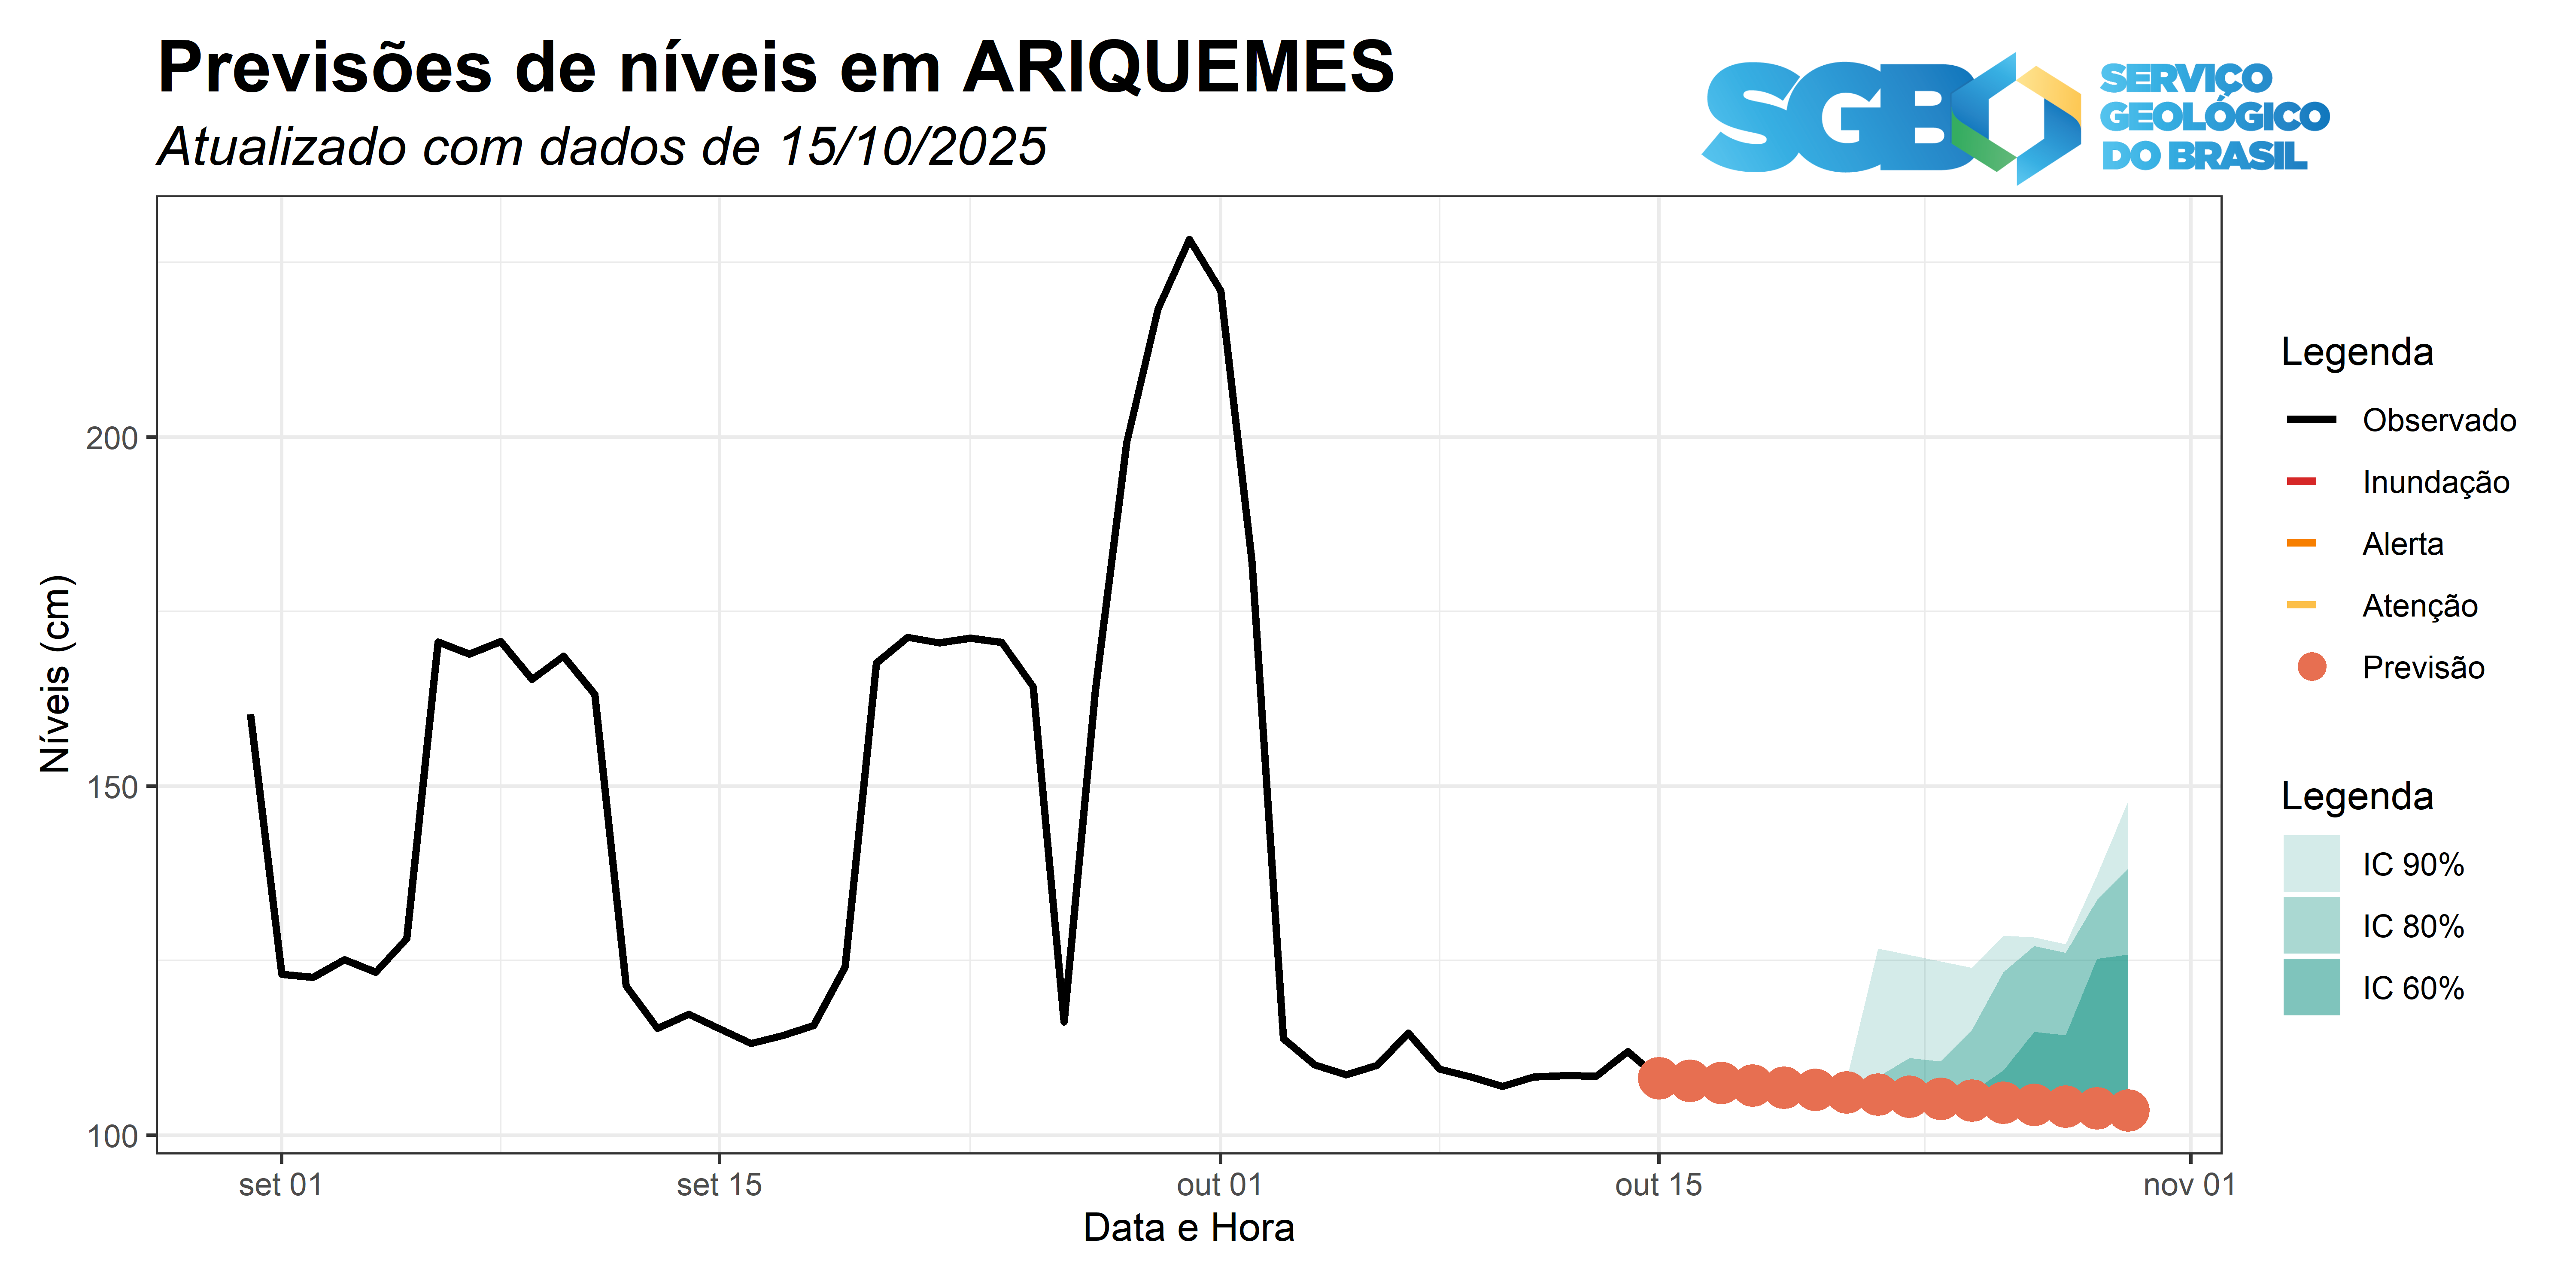 Previsões de níveis em ARIQUEMES
Atualizado com dados de 15/10/2025
SGB
SERVIÇO
GEOLÓGICO
DO BRASIL
Níveis (cm)
200
150
100
set 01
set 15
out 01
out 15
nov 01
Data e Hora
Legenda
Observado
Inundação
Alerta
Atenção
Previsão
Legenda
IC 90%
IC 80%
IC 60%